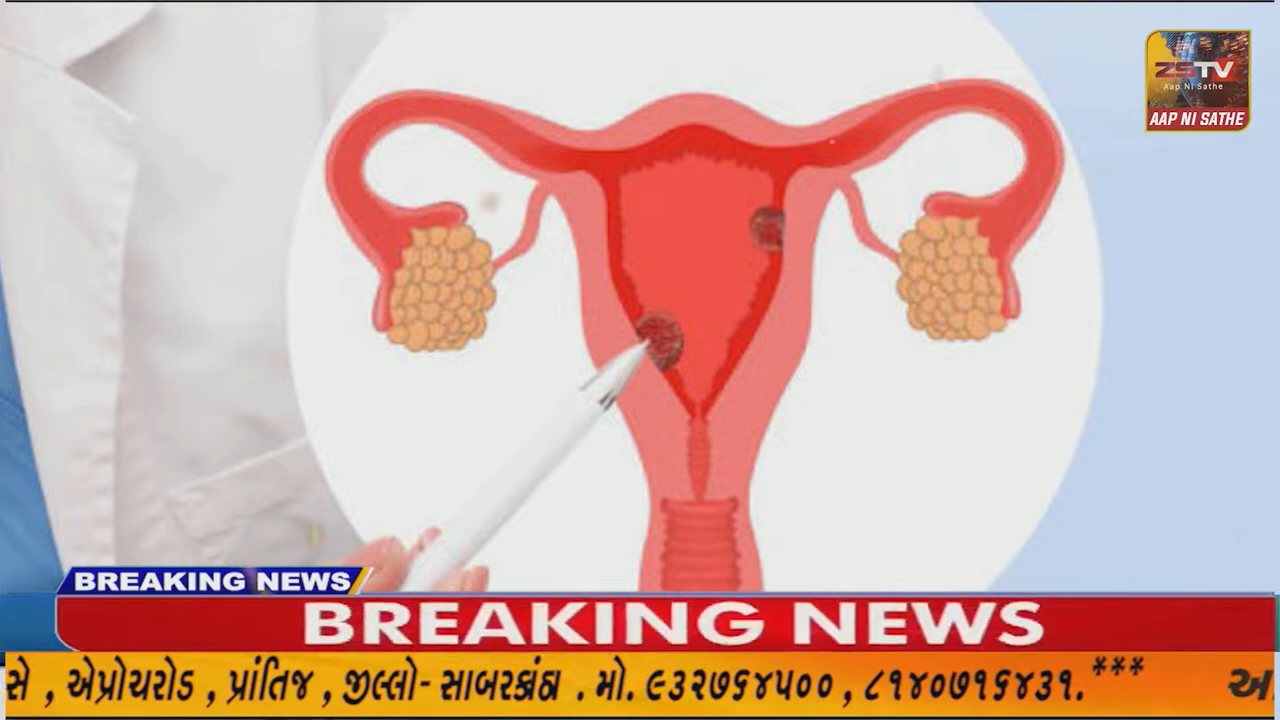 ZSTV
Aap Ni Sathe
AAP NI SATHE
BREAKING NEWS
BREAKING NEWS
સે , એપ્રોચરોડ , પ્રાંતિજ , જીલ્લો- સાબરકાંઠા . મો. ૯૩૨૭૬૪૫૦૦ , ૮૧૪૦૭૧૬૪૩૧.***